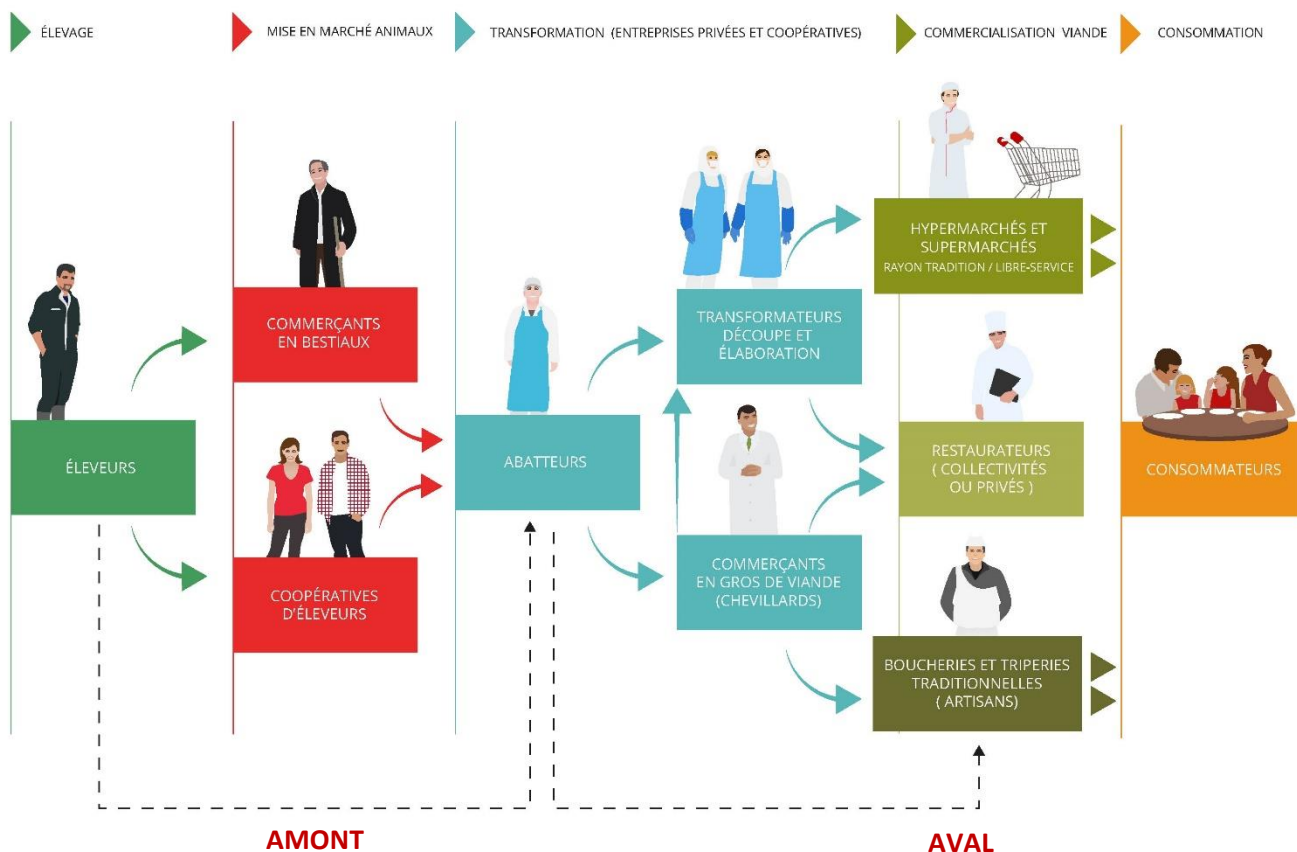 ÉLEVAGE
MISE EN MARCHÉ ANIMAUX
TRANSFORMATION (ENTREPRISES PRIVÉES ET COOPÉRATIVES)
COMMERCIALISATION VIANDE
CONSOMMATION
ÉLEVEURS
COMMERÇANTS
EN BESTIAUX
COOPÉRATIVES
D'ÉLEVEURS
ABATTEURS
TRANSFORMATEURS
DÉCOUPE ET
ÉLABORATION
COMMERÇANTS
EN GROS DE VIANDE
(CHEVILLARDS)
HYPERMARCHÉS ET
SUPERMARCHÉS
RAYON TRADITION / LIBRE-SERVICE
RESTAURATEURS
( COLLECTIVITÉS
OU PRIVÉS )
BOUCHERIES ET TRIPERIES
TRADITIONNELLES
( ARTISANS)
CONSOMMATEURS
AMONT
AVAL